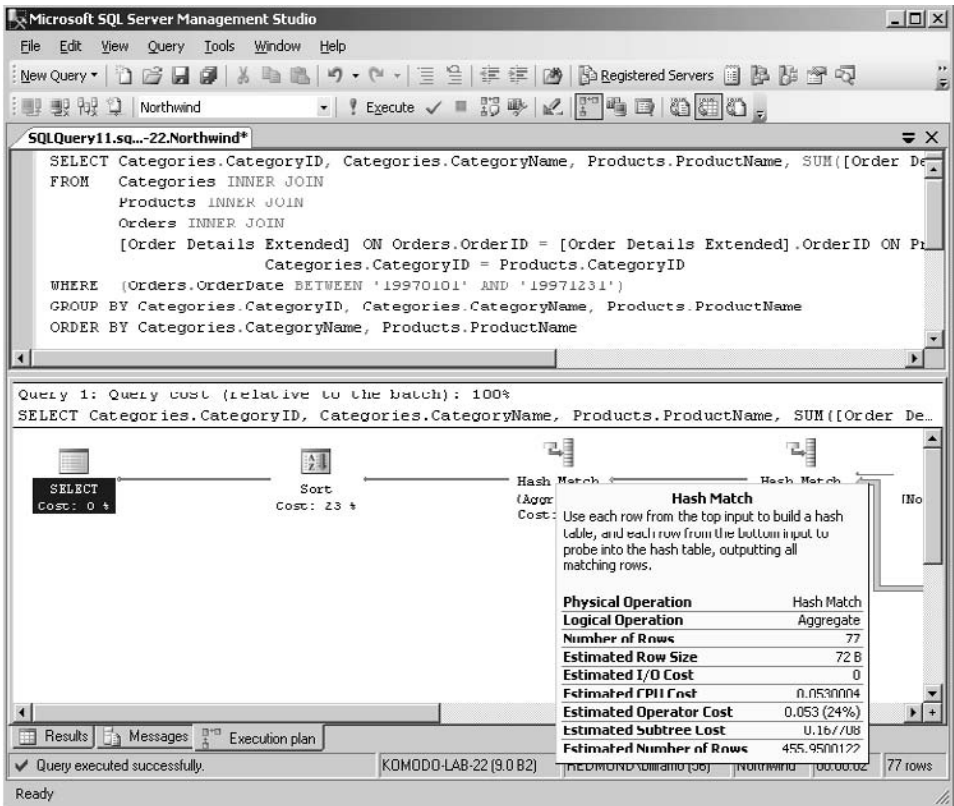 Microsoft SQL Server Management Studio
File Edit View Query Tools Window Help
New Query Registered Servers
Northwind Execute
SQLQuery11.sq...-22.Northwind*
SELECT Categories.CategoryID, Categories.CategoryName, Products.ProductName, SUM([Order De
FROM Categories INNER JOIN
Products INNER JOIN
Orders INNER JOIN
[Order Details Extended] ON Orders.OrderID = [Order Details Extended].OrderID ON Pr
Categories.CategoryID = Products.CategoryID
WHERE (Orders.OrderDate BETWEEN '19970101' AND '19971231')
GROUP BY Categories.CategoryID, Categories.CategoryName, Products.ProductName
ORDER BY Categories.CategoryName, Products.ProductName
Query 1: Query cost (relative to the batch): 100%
SELECT Categories.CategoryID, Categories.CategoryName, Products.ProductName, SUM([Order De…
SELECT
Cost: 0 %
Sort
Cost: 23 %
Hash Match
(Aggr
Cost:
Hash Match
[No
Hash Match
Use each row from the top input to build a hash
table, and each row from the bottom input to
probe into the hash table, outputting all
matching rows.
Physical Operation Hash Match
Logical Operation Aggregate
Number of Rows 77
Estimated Row Size 72 B
Estimated I/O Cost 0
Estimated CPU Cost 0.0530004
Estimated Operator Cost 0.053 (24%)
Estimated Subtree Cost 0.167708
Estimated Number of Rows 455.9500122
Results Messages Execution plan
Query executed successfully. KOMODO-LAB-22 (9.0 B2) Northwind 00:00:02 77 rows
Ready